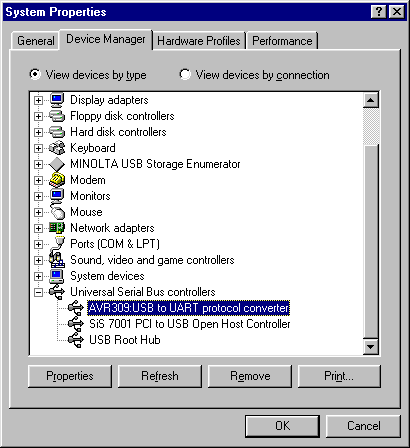 System Properties
General
Device Manager
Hardware Profiles
Performance
View devices by type
View devices by connection
Display adapters
Floppy disk controllers
Hard disk controllers
Keyboard
MINOLTA USB Storage Enumerator
Modem
Monitors
Mouse
Network adapters
Ports (COM & LPT)
Sound, video and game controllers
System devices
Universal Serial Bus controllers
AVR309:USB to UART protocol converter
SiS 7001 PCI to USB Open Host Controller
USB Root Hub
Properties
Refresh
Remove
Print...
OK
Cancel